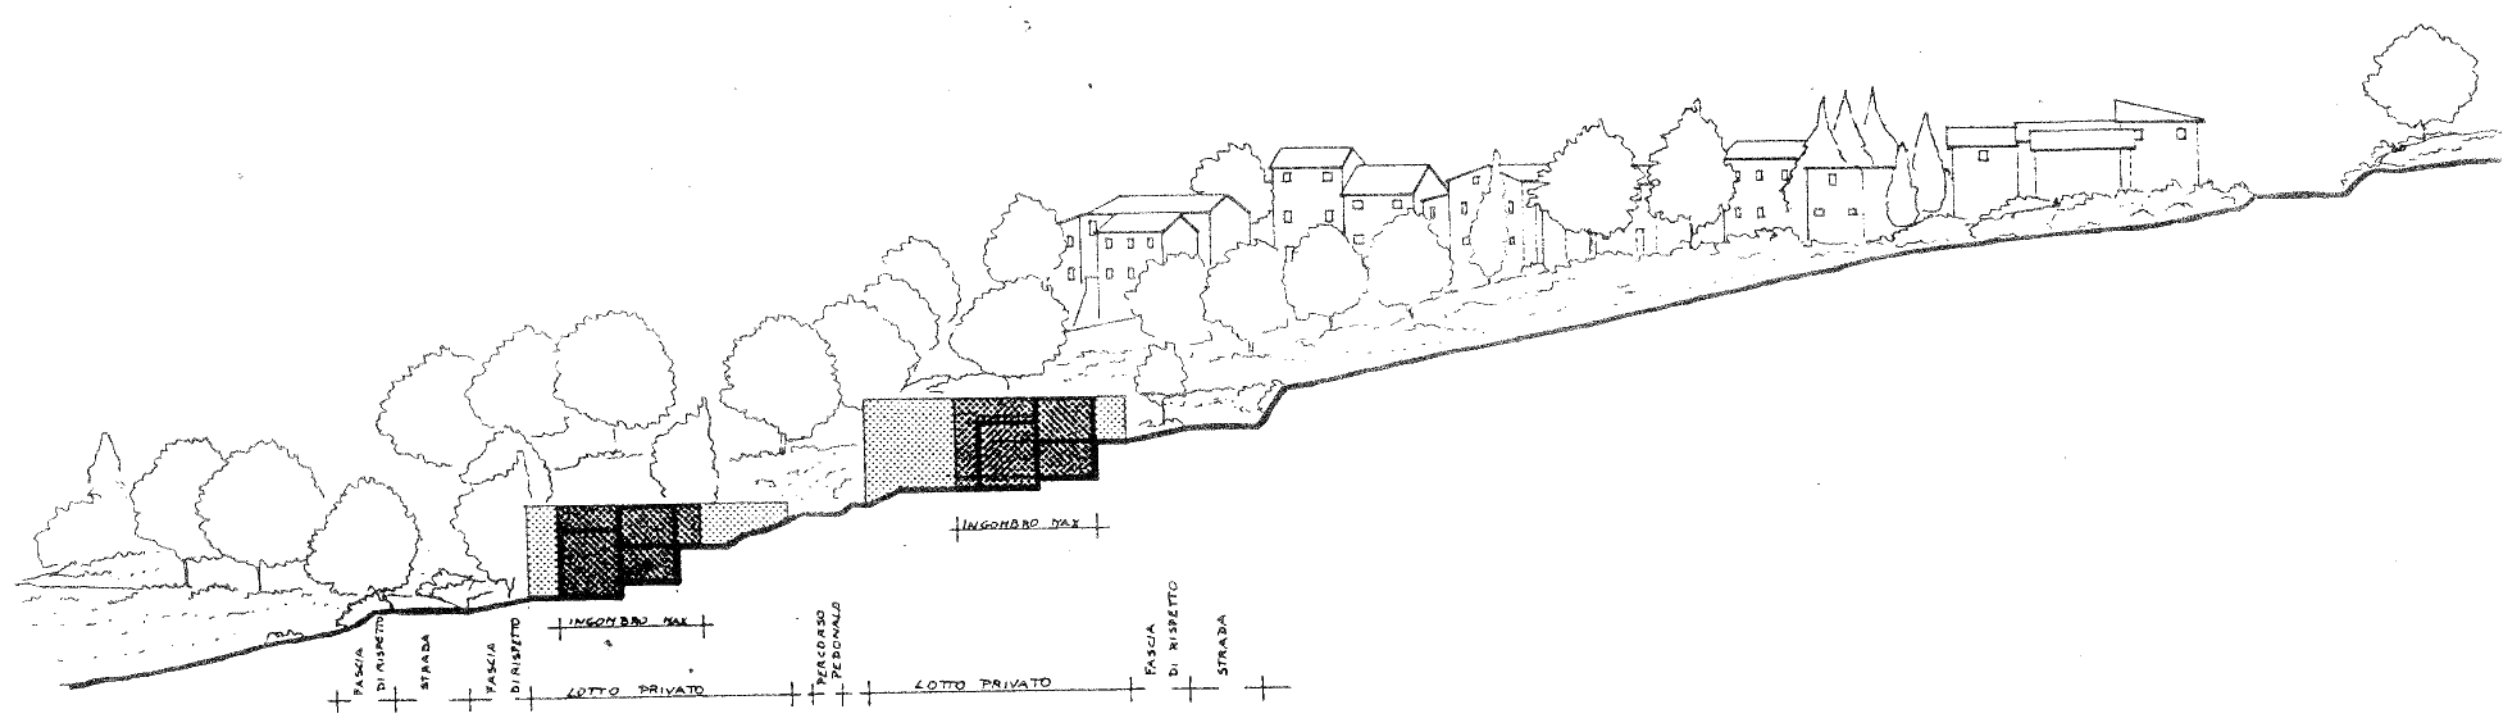 INGOMBRO MAX
INGOMBRO MAX
FASCIA
DI RISPETTO
STRADA
FASCIA
DI RISPETTO
LOTTO PRIVATO
PERCORSO
PEDONALE
LOTTO PRIVATO
FASCIA
DI RISPETTO
STRADA